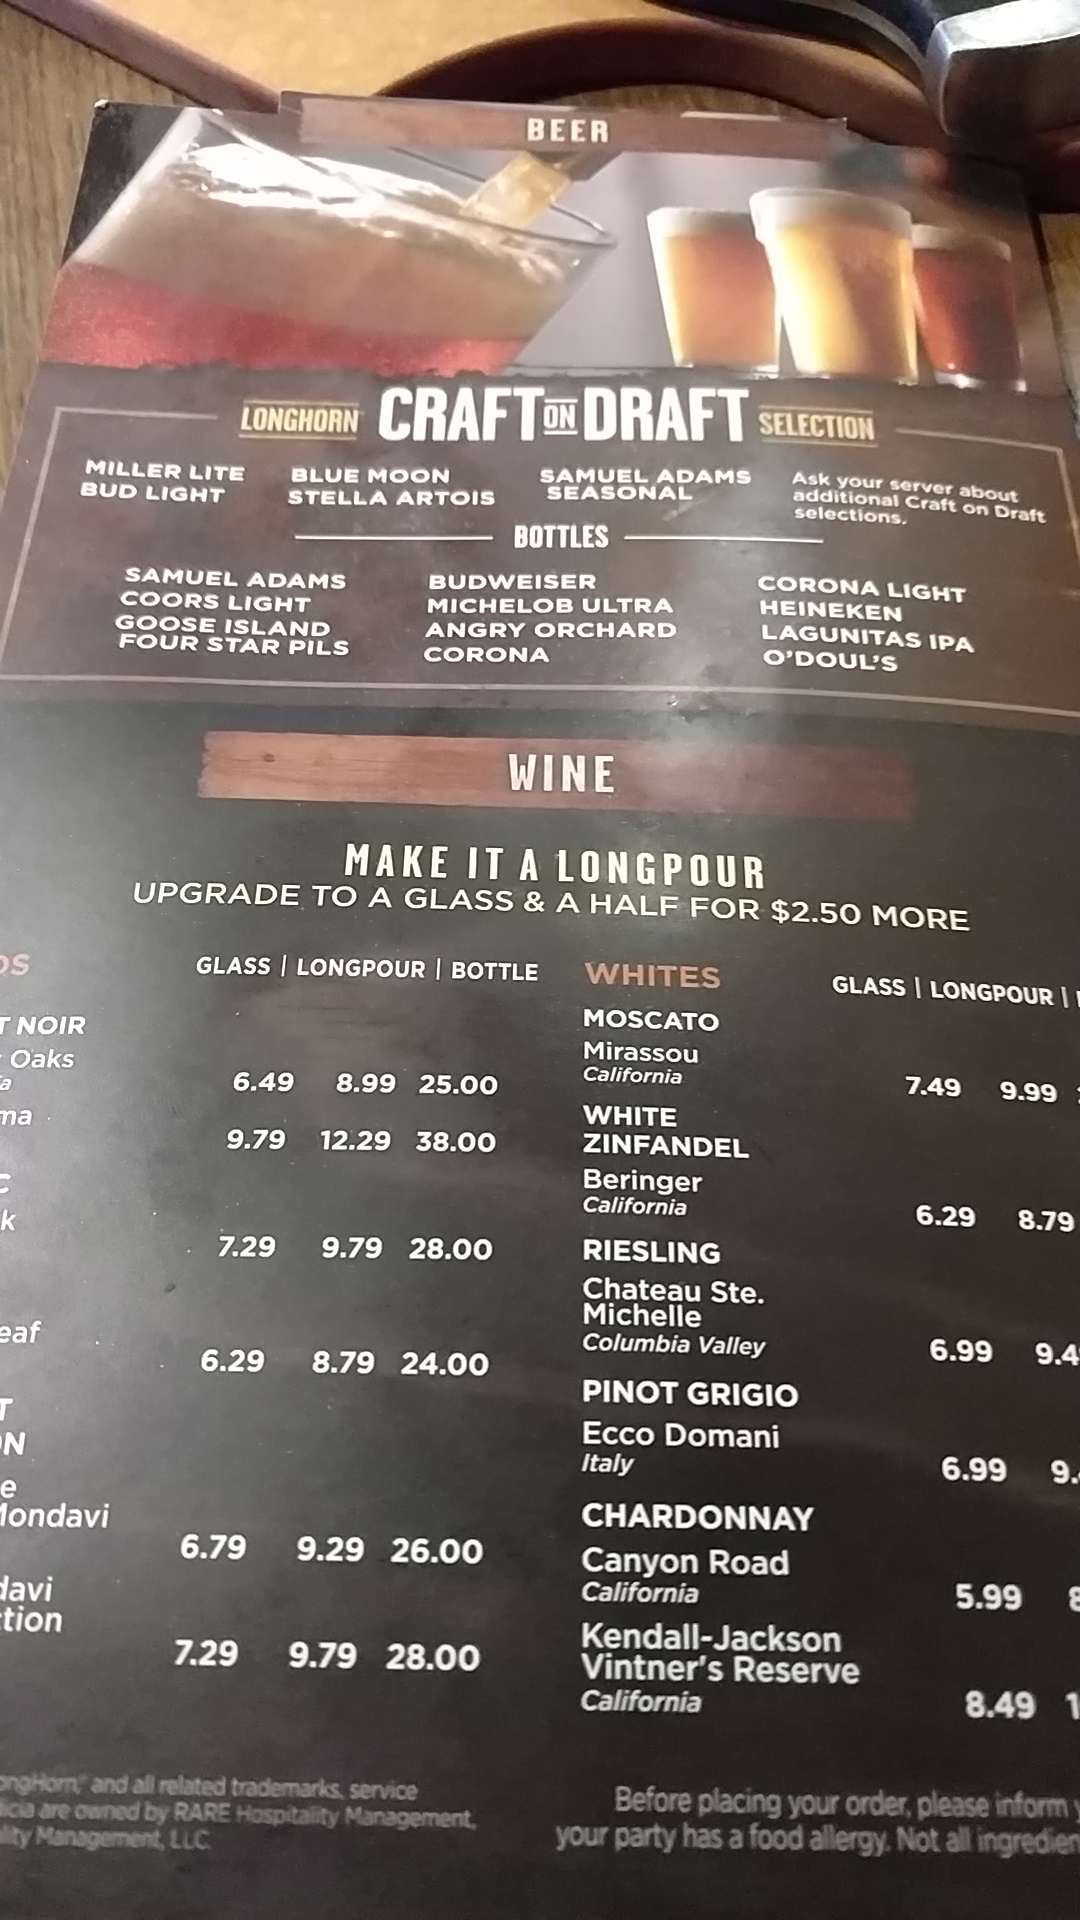 BEER
LONGHORN CRAFT ON DRAFT SELECTION
MILLER LITE
BUD LIGHT
BLUE MOON
STELLA ARTOIS
SAMUEL ADAMS
SEASONAL
Ask your server about
additional Craft on Draft
selections.
BOTTLES
SAMUEL ADAMS
COORS LIGHT
GOOSE ISLAND
FOUR STAR PILS
BUDWEISER
MICHELOB ULTRA
ANGRY ORCHARD
CORONA
CORONA LIGHT
HEINEKEN
LAGUNITAS IPA
O'DOUL'S
WINE
MAKE IT A LONGPOUR
UPGRADE TO A GLASS & A HALF FOR $2.50 MORE
GLASS | LONGPOUR | BOTTLE
NOIR
Oaks
6.49 8.99 25.00
9.79 12.29 38.00
7.29 9.79 28.00
6.29 8.79 24.00
Mondavi
6.79 9.29 26.00
7.29 9.79 28.00
WHITES GLASS | LONGPOUR |
MOSCATO
Mirassou
California 7.49 9.99
WHITE
ZINFANDEL
Beringer
California 6.29 8.79
RIESLING
Chateau Ste.
Michelle
Columbia Valley 6.99
PINOT GRIGIO
Ecco Domani
Italy 6.99
CHARDONNAY
Canyon Road
California 5.99
Kendall-Jackson
Vintner's Reserve
California 8.49
and all related trademarks, service
are owned by RARE Hospitality Management,
Management, LLC
Before placing your order, please inform
your party has a food allergy. Not all